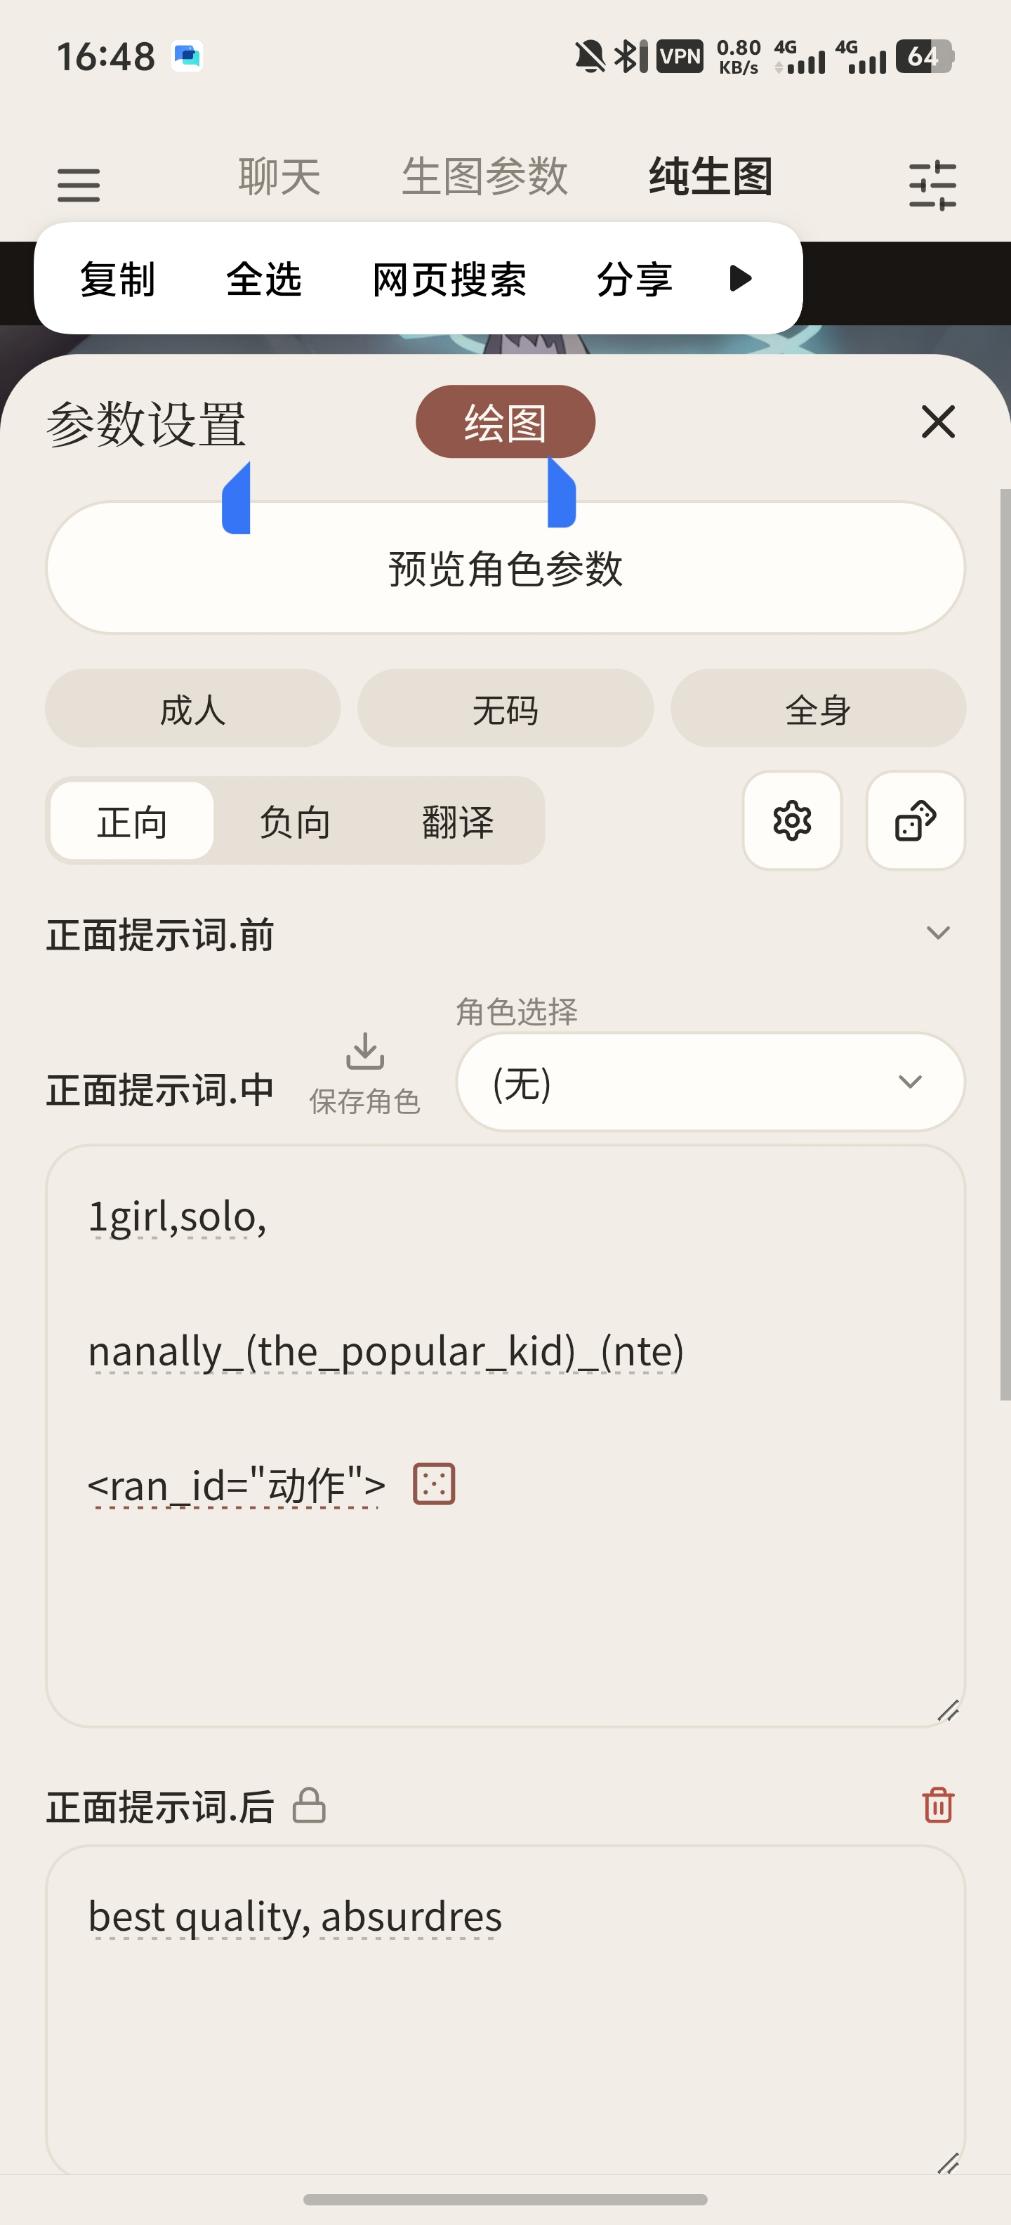 16:48
VPN
0.80
KB/s
4G
4G
64
聊天
生图参数
纯生图
复制
全选
网页搜索
分享
参数设置
绘图
预览角色参数
成人
无码
全身
正向
负向
翻译
正面提示词.前
角色选择
正面提示词.中
保存角色
(无)
1girl,solo,
nanally_(the_popular_kid)_(nte)
<ran_id="动作">
正面提示词.后
best quality, absurdres